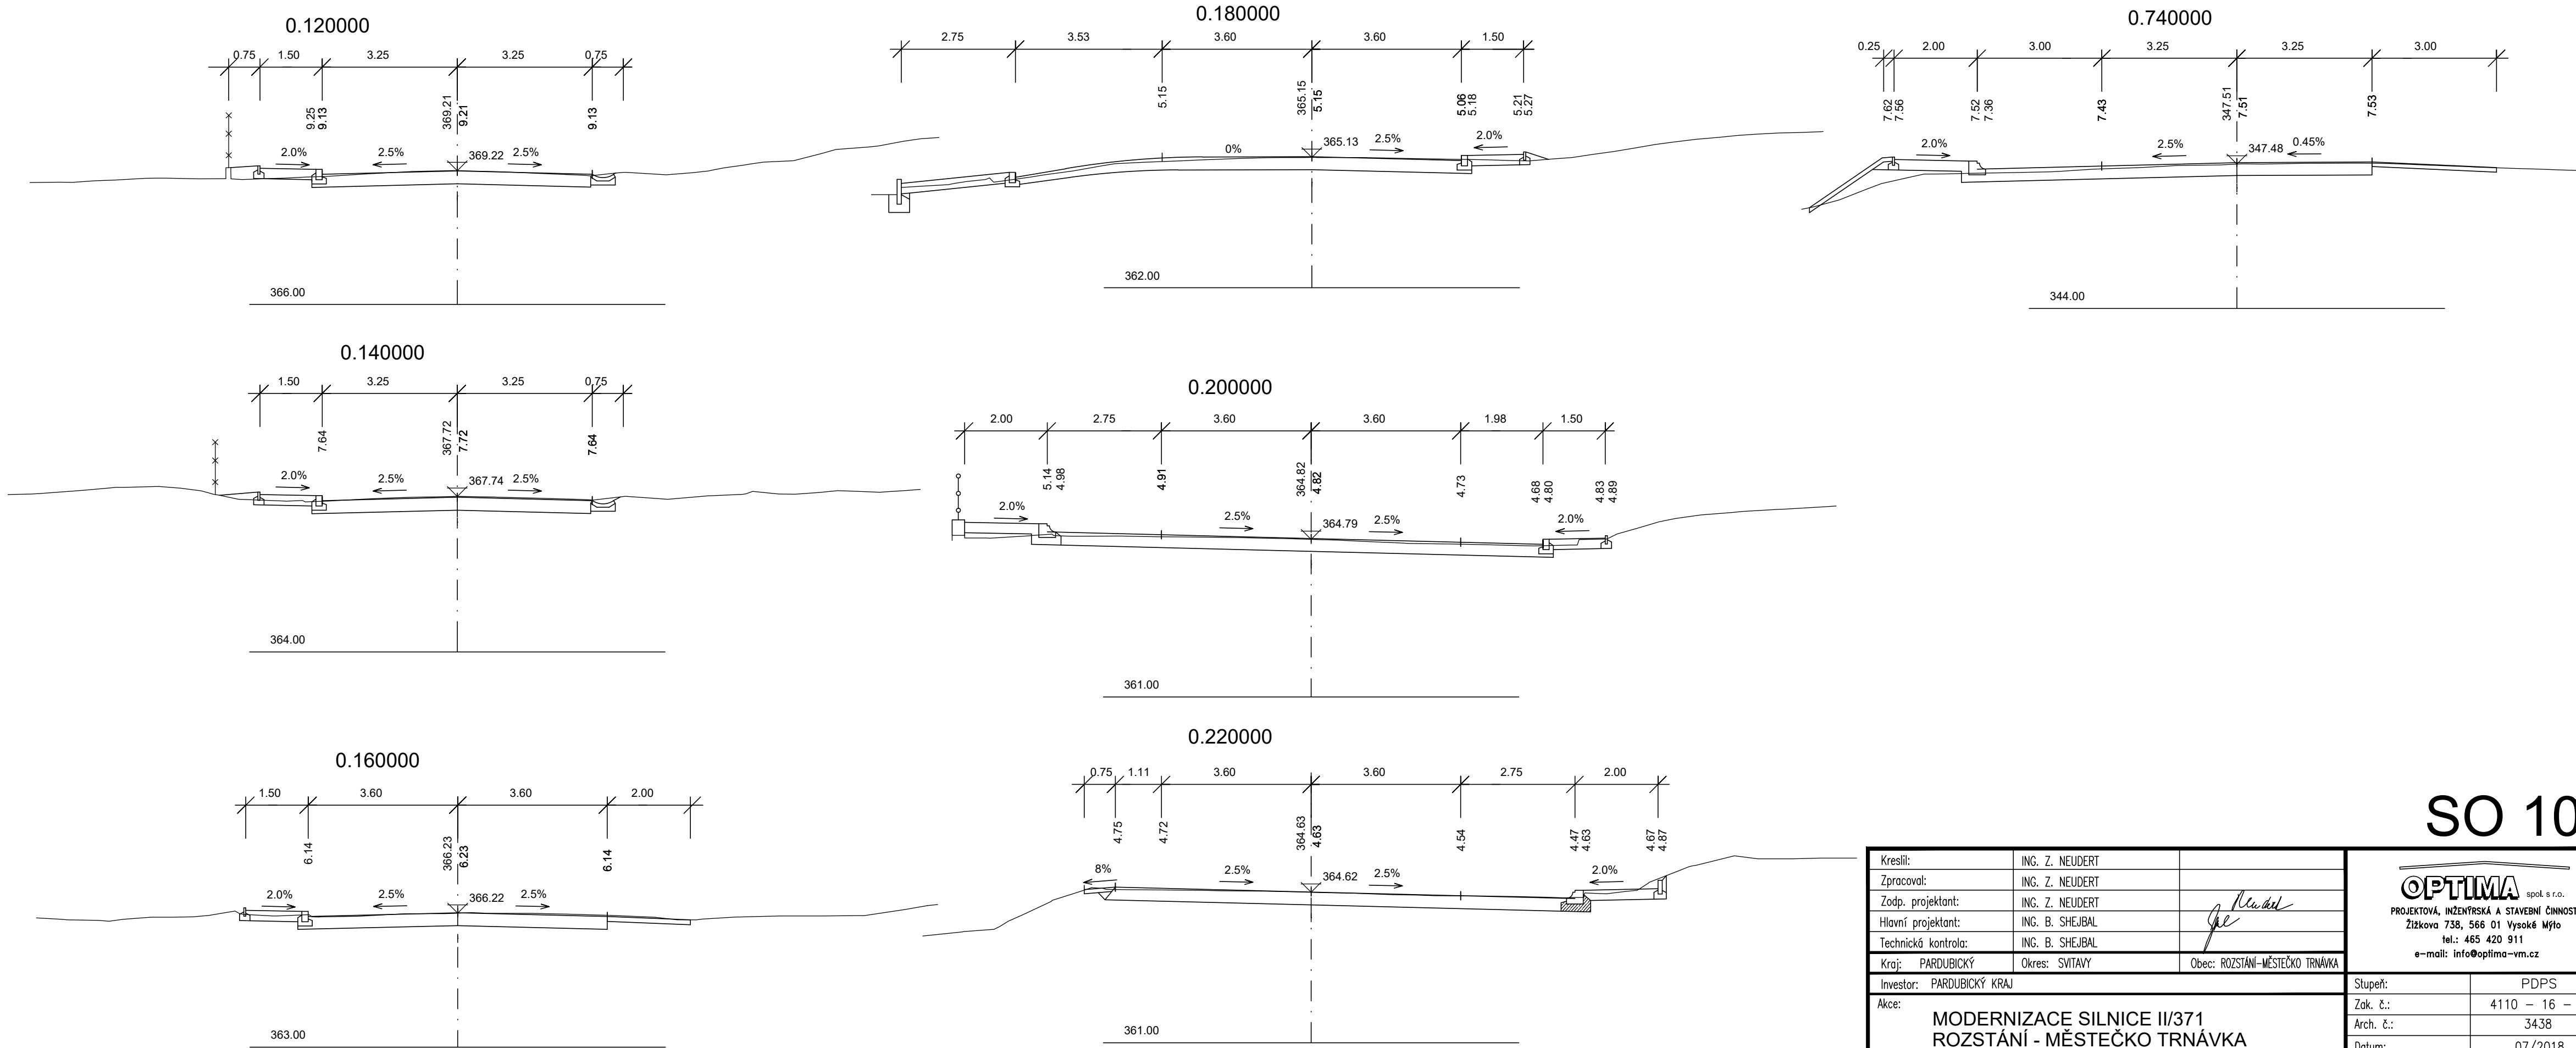 0.120000
0.75 1.50 3.25 3.25 0.75
9.25 9.13 369.21 9.21 9.13
2.0% 2.5% 369.22 2.5%
366.00
0.140000
1.50 3.25 3.25 0.75
7.64 367.72 7.72 7.64
2.0% 2.5% 367.74 2.5%
364.00
0.160000
1.50 3.60 3.60 2.00
6.14 366.23 6.23 6.14
2.0% 2.5% 366.22 2.5%
363.00
0.180000
2.75 3.53 3.60 3.60 1.50
5.15 365.15 5.15 5.06 5.18 5.21 5.27
0% 365.13 2.5% 2.0%
362.00
0.200000
2.00 2.75 3.60 3.60 1.98 1.50
5.14 4.98 4.91 364.82 4.82 4.73 4.68 4.80 4.83 4.89
2.0% 2.5% 364.79 2.5% 2.0%
361.00
0.220000
0.75 1.11 3.60 3.60 2.75 2.00
4.75 4.72 364.63 4.63 4.54 4.47 4.63 4.67 4.87
8% 2.5% 364.62 2.5% 2.0%
361.00
0.740000
0.25 2.00 3.00 3.25 3.25 3.00
7.62 7.56 7.52 7.36 7.43 347.51 7.51 7.53
2.0% 2.5% 347.48 0.45%
344.00
SO 10
Kreslil: ING. Z. NEUDERT
Zpracoval: ING. Z. NEUDERT
Zodp. projektant: ING. Z. NEUDERT
Hlavní projektant: ING. B. SHEJBAL
Technická kontrola: ING. B. SHEJBAL
Kraj: PARDUBICKÝ Okres: SVITAVY Obec: ROZSTÁNÍ-MĚSTEČKO TRNÁVKA
Investor: PARDUBICKÝ KRAJ
Akce:
MODERNIZACE SILNICE II/371
ROZSTÁNÍ - MĚSTEČKO TRNÁVKA
OPTIMA spol. s r.o.
PROJEKTOVÁ, INŽENÝRSKÁ A STAVEBNÍ ČINNOST
Žižkova 738, 566 01 Vysoké Mýto
tel.: 465 420 911
e-mail: info@optima-vm.cz
Stupeň: PDPS
Zak. č.: 4110 - 16 -
Arch. č.: 3438
Datum: 07/2018